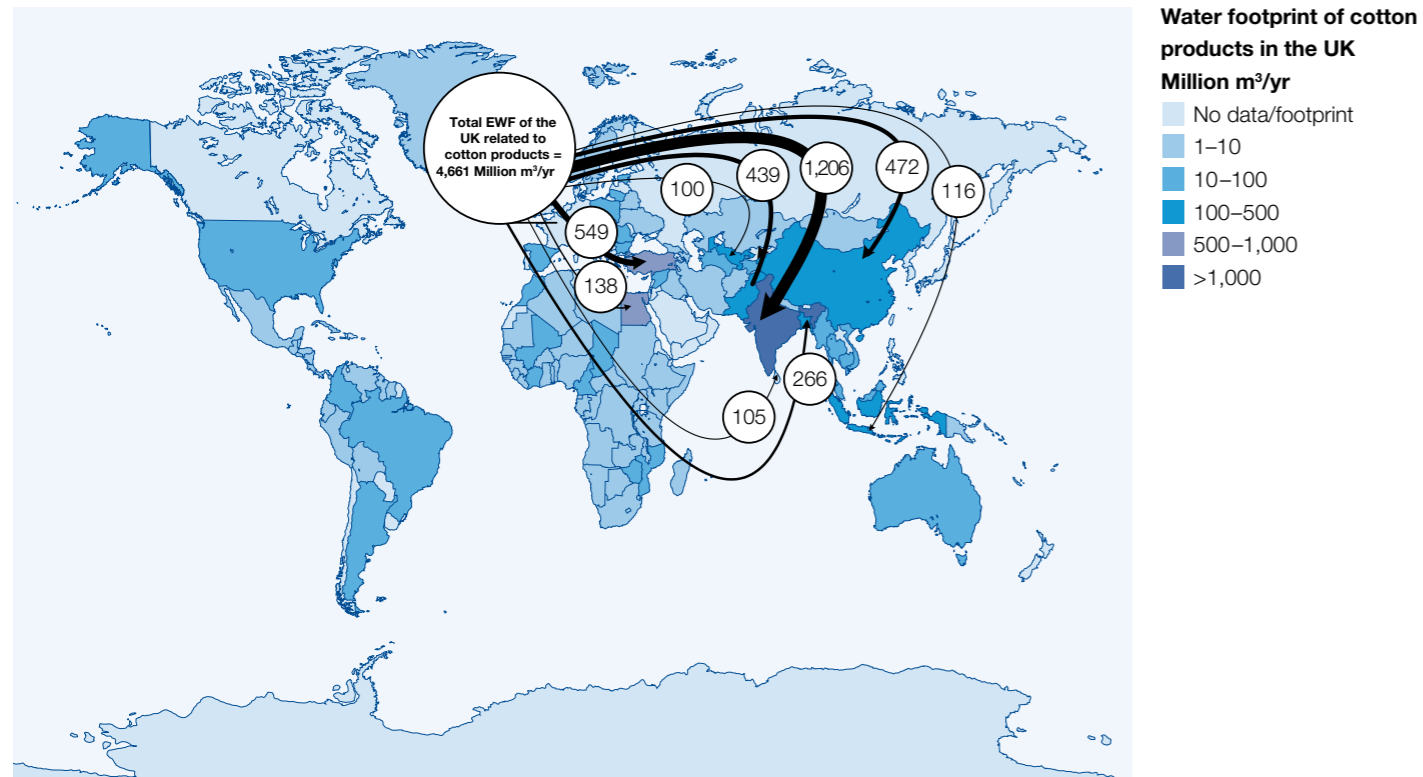 Water footprint of cotton
products in the UK
Million m³/yr
No data/footprint
1–10
10–100
100–500
500–1,000
>1,000
Total EWF of the
UK related to
cotton products =
4,661 Million m³/yr
439
1,206
472
116
100
549
138
266
105